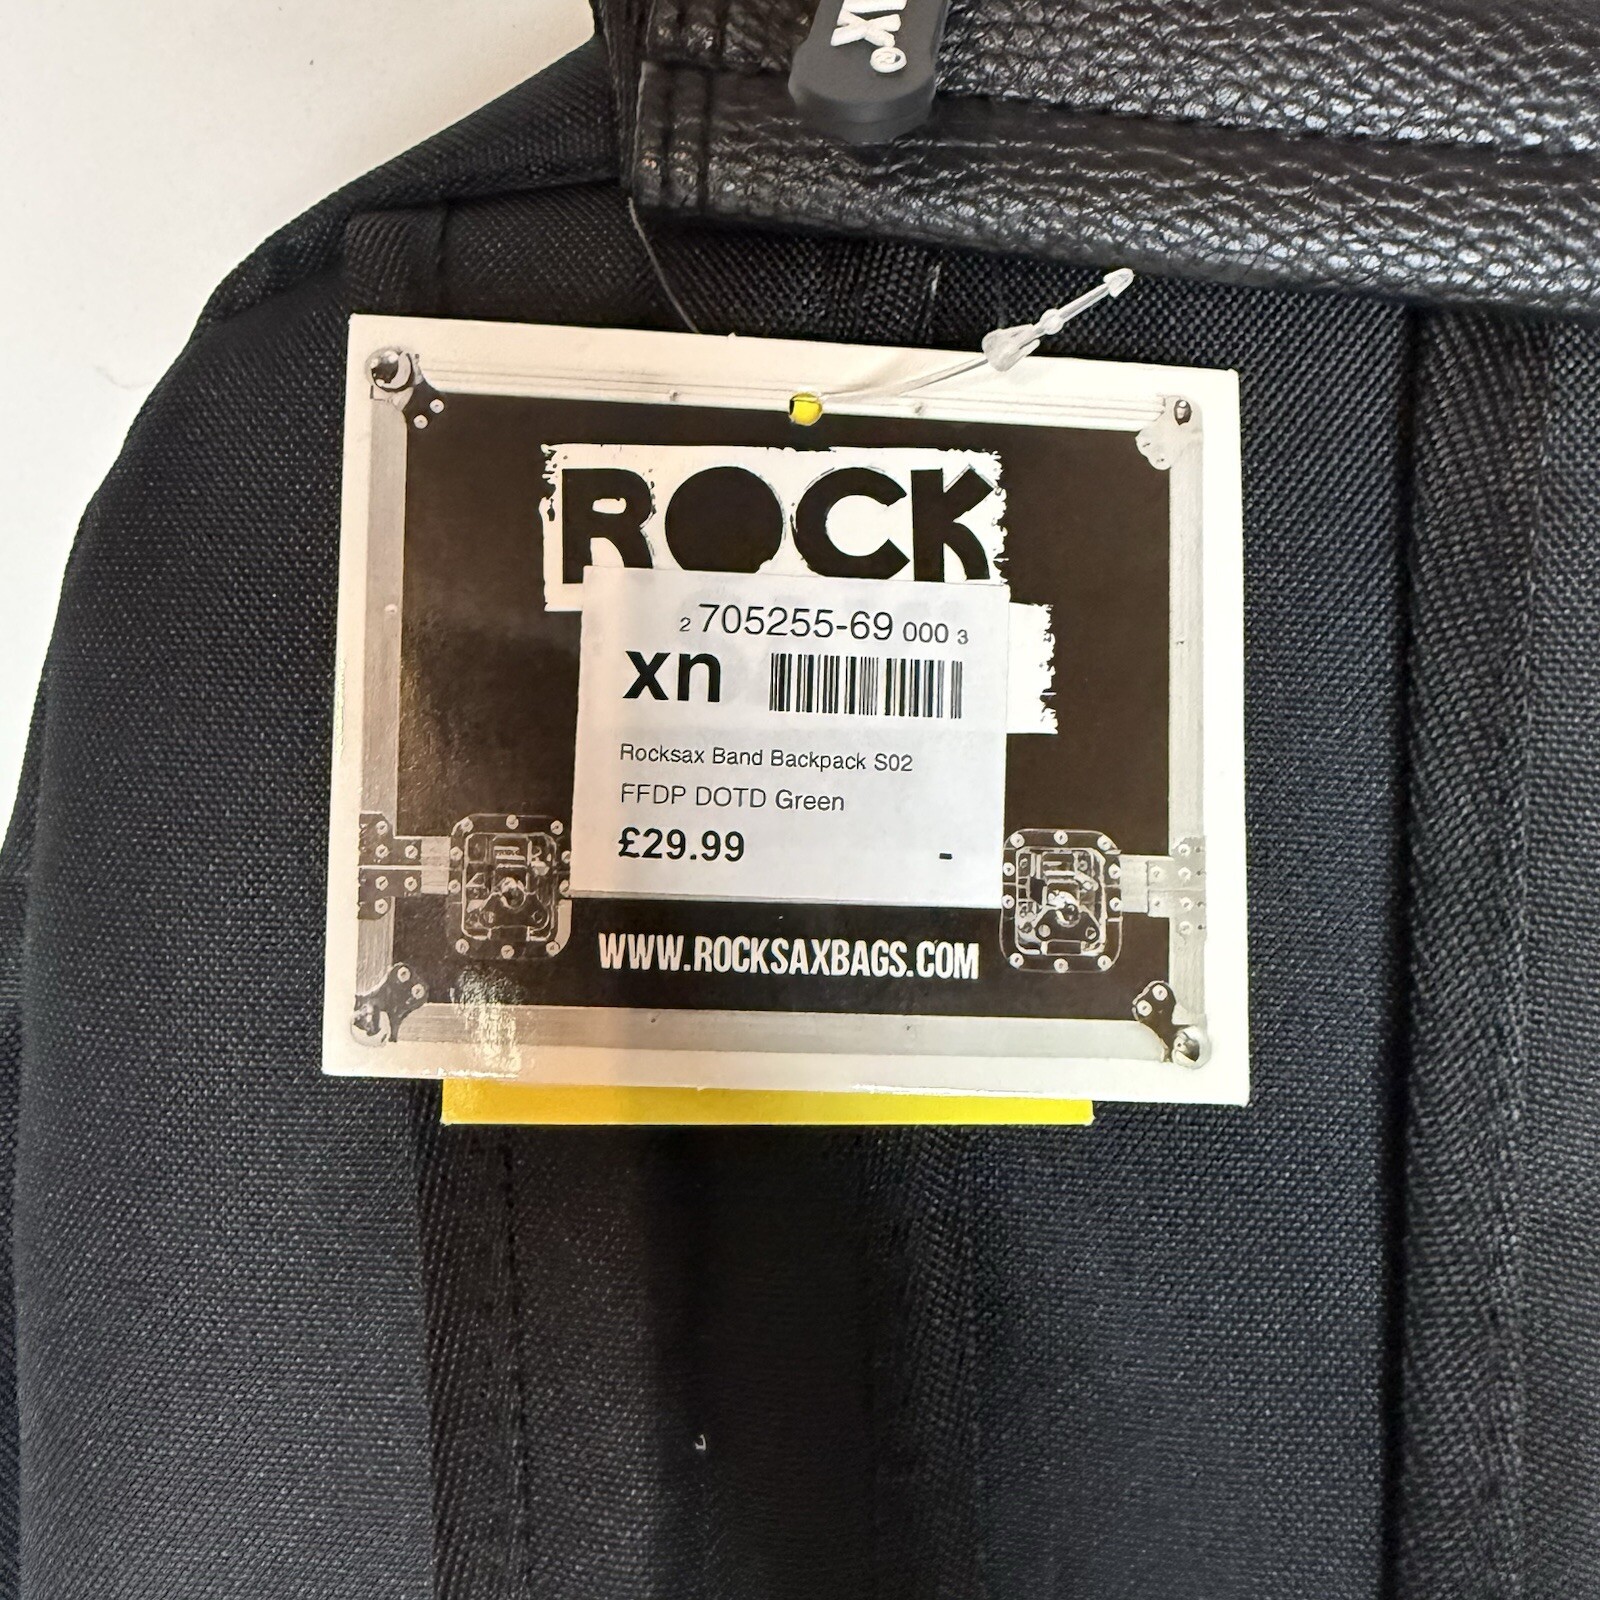 ROCK
2 705255-69 000 3
xn
Rocksax Band Backpack S02
FFDP DOTD Green
£29.99 -
WWW.ROCKSAXBAGS.COM